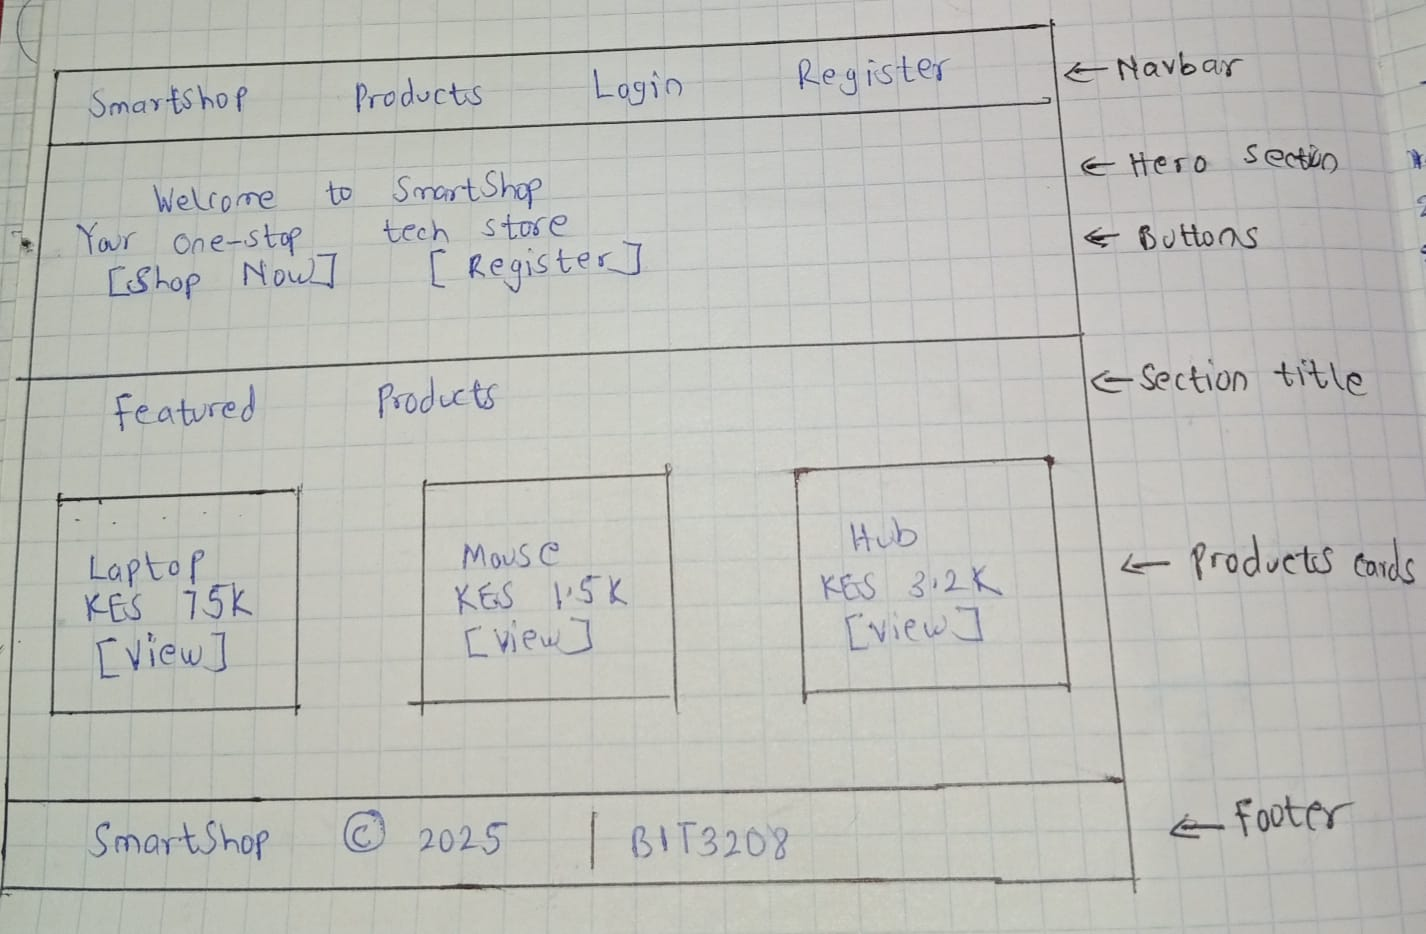 Smartshop Products Login Register ← Navbar
← Hero section
Welcome to SmartShop
Your one-stop tech store ← Buttons
[Shop Now] [Register]
Featured Products ← Section title
Laptop
KES 75K
[View]
Mouse
KES 1.5K
[View]
Hub
KES 3.2K
[View]
← Products cards
SmartShop © 2025 | BIT3208 ← Footer